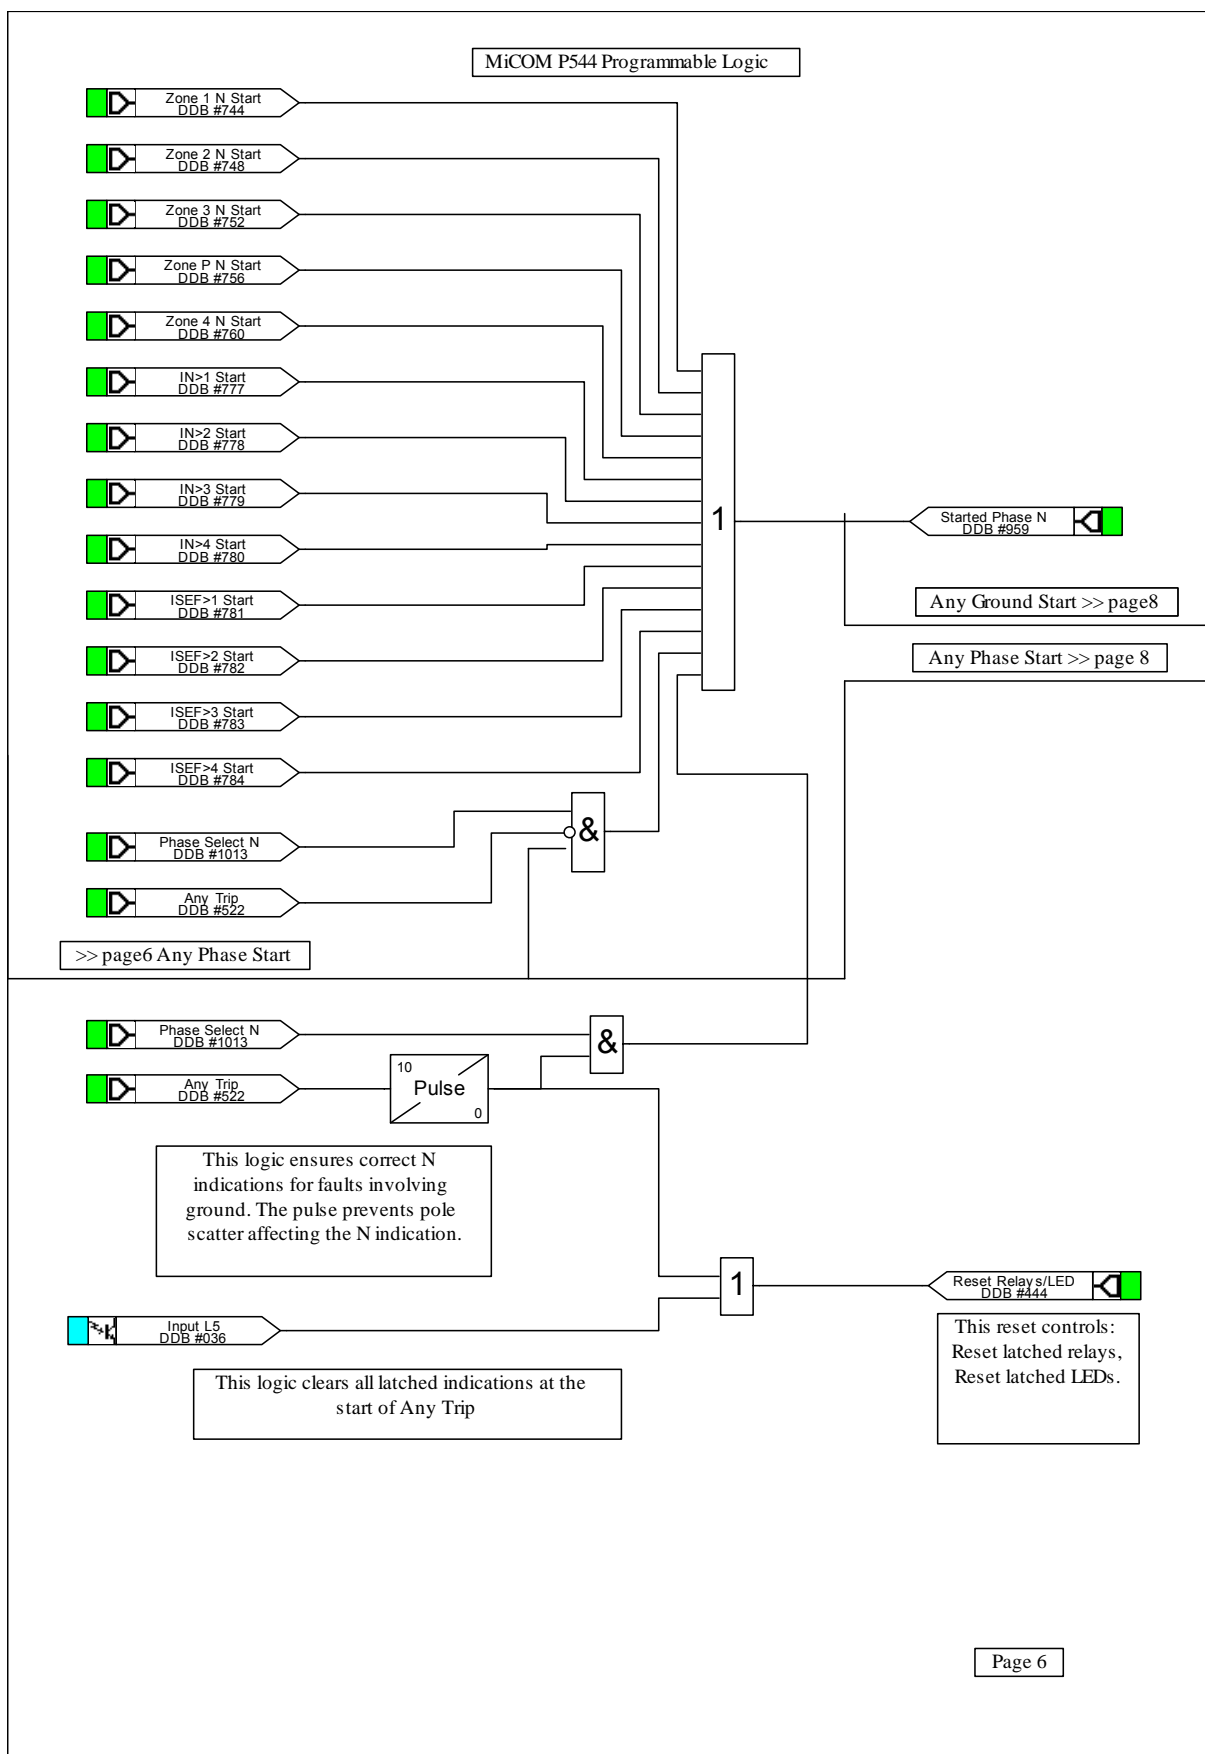 MiCOM P544 Programmable Logic
Zone 1 N Start
DDB #744
Zone 2 N Start
DDB #748
Zone 3 N Start
DDB #752
Zone P N Start
DDB #756
Zone 4 N Start
DDB #760
IN>1 Start
DDB #777
IN>2 Start
DDB #778
IN>3 Start
DDB #779
IN>4 Start
DDB #780
ISEF>1 Start
DDB #781
ISEF>2 Start
DDB #782
ISEF>3 Start
DDB #783
ISEF>4 Start
DDB #784
1
Started Phase N
DDB #959
Any Ground Start >> page8
Any Phase Start >> page 8
&
Phase Select N
DDB #1013
Any Trip
DDB #522
>> page6 Any Phase Start
Phase Select N
DDB #1013
&
Any Trip
DDB #522
10
Pulse
0
This logic ensures correct N
indications for faults involving
ground. The pulse prevents pole
scatter affecting the N indication.
1
Reset Relays/LED
DDB #444
Input L5
DDB #036
This reset controls:
Reset latched relays,
Reset latched LEDs.
This logic clears all latched indications at the
start of Any Trip
Page 6